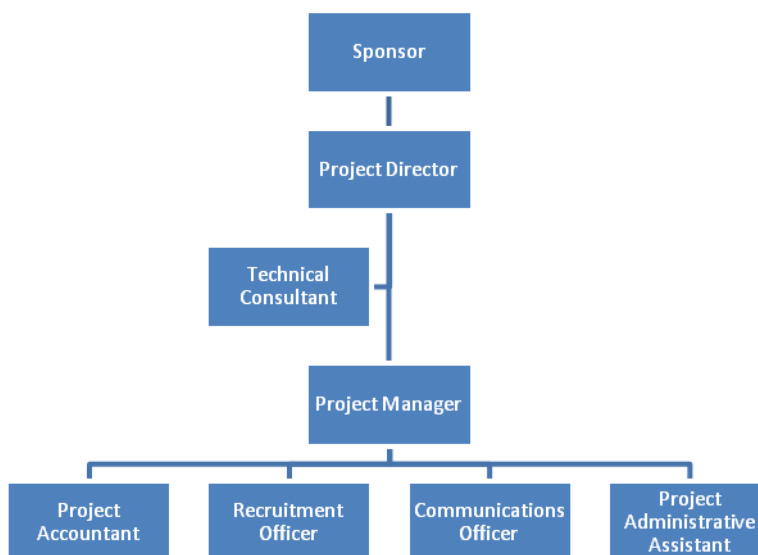 Sponsor
Project Director
Technical
Consultant
Project Manager
Project
Accountant
Recruitment
Officer
Communications
Officer
Project
Administrative
Assistant